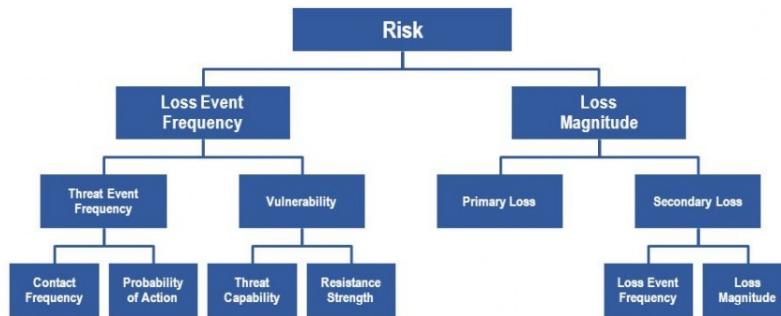 Risk
Loss Event
Frequency
Loss
Magnitude
Threat Event
Frequency
Vulnerability
Primary Loss
Secondary Loss
Contact
Frequency
Probability
of Action
Threat
Capability
Resistance
Strength
Loss Event
Frequency
Loss
Magnitude